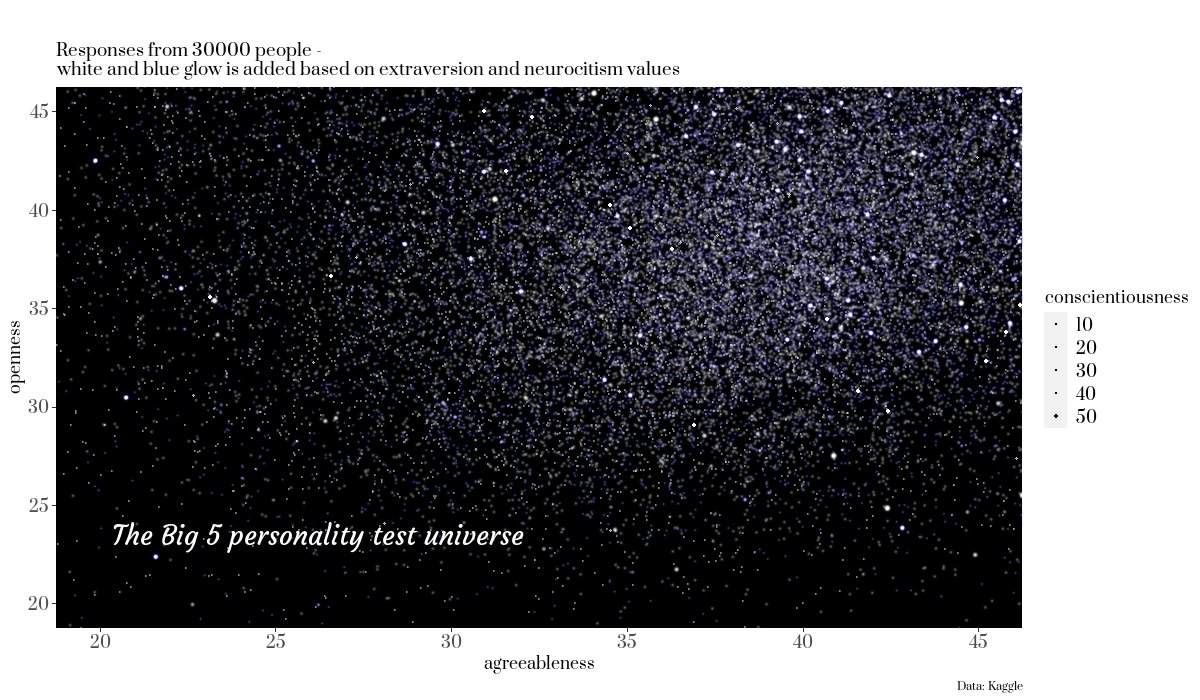 Responses from 30000 people -
white and blue glow is added based on extraversion and neurocitism values
45
40
35
30
25
20
openness
The Big 5 personality test universe
20 25 30 35 40 45
agreeableness
conscientiousness
10
20
30
40
50
Data: Kaggle